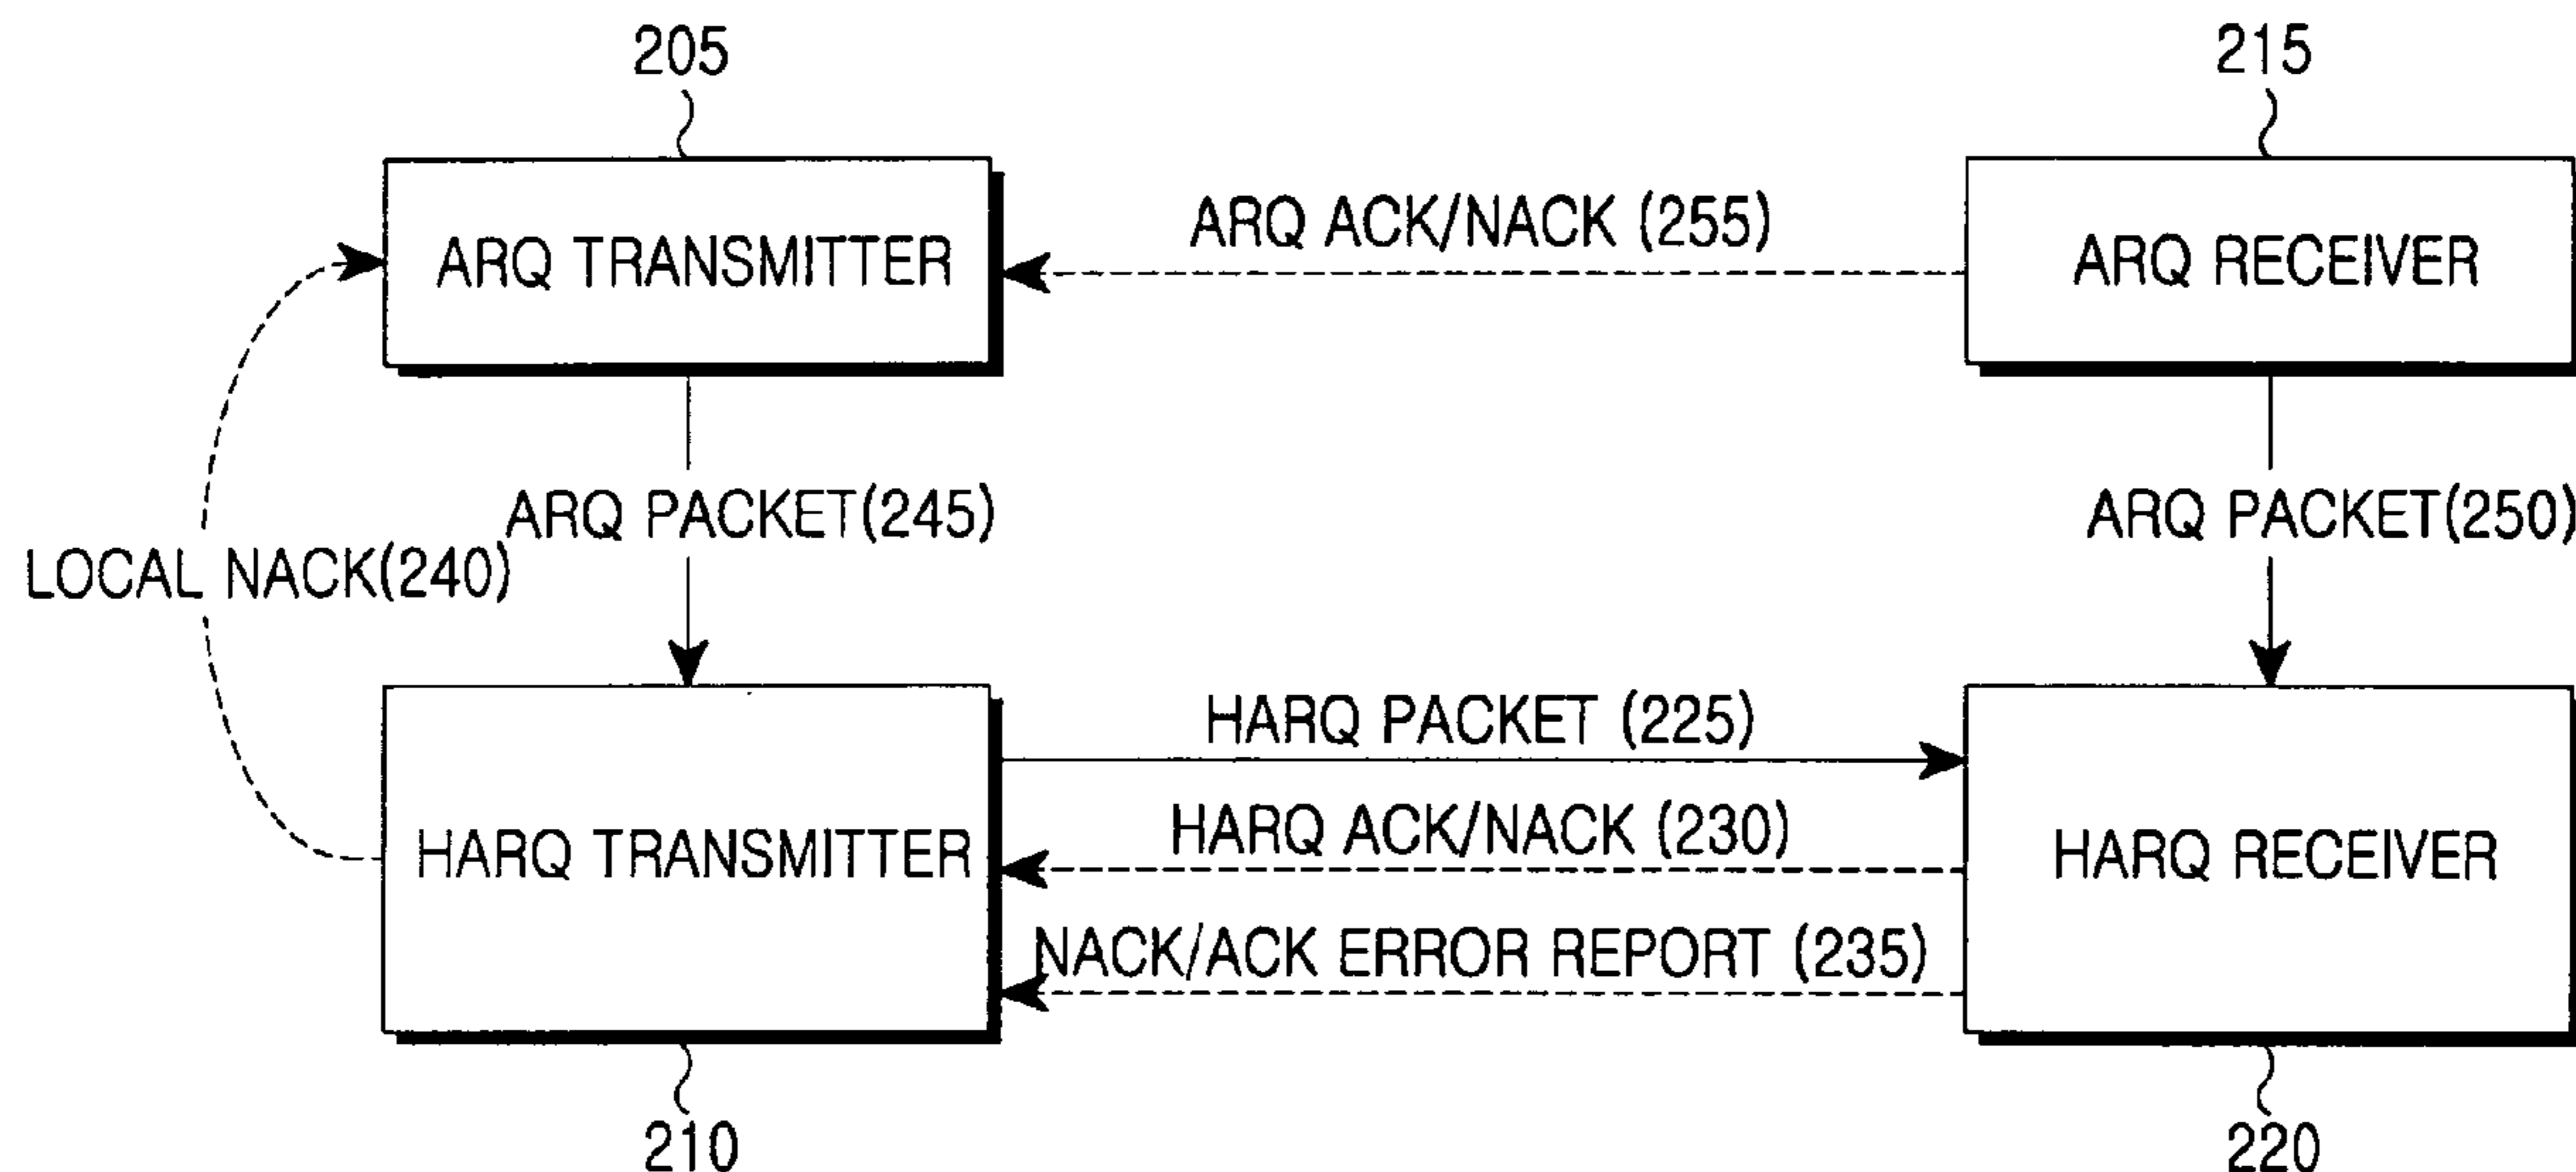 205
215
ARQ TRANSMITTER
ARQ ACK/NACK (255)
ARQ RECEIVER
LOCAL NACK(240)
ARQ PACKET(245)
ARQ PACKET(250)
HARQ TRANSMITTER
HARQ PACKET (225)
HARQ ACK/NACK (230)
NACK/ACK ERROR REPORT (235)
HARQ RECEIVER
210
220